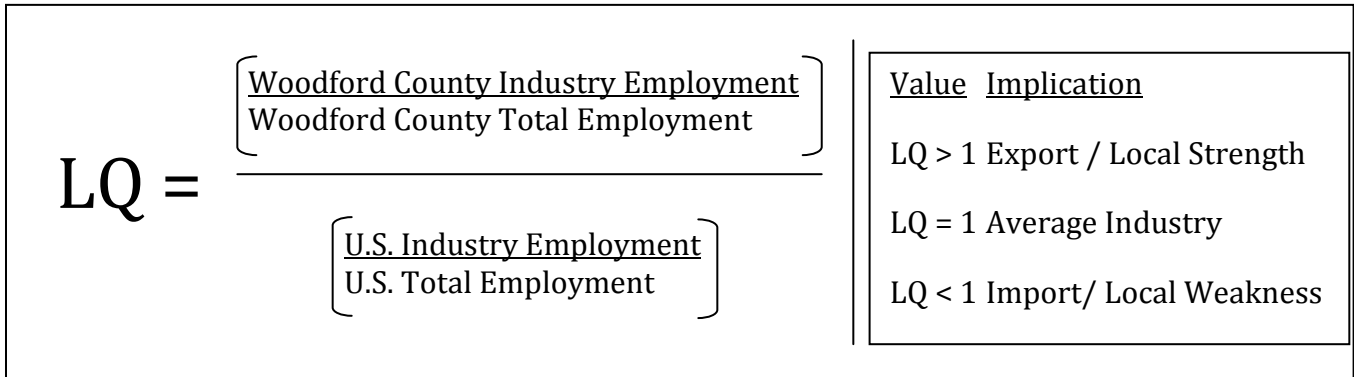 Woodford County Industry Employment
Woodford County Total Employment
LQ =
U.S. Industry Employment
U.S. Total Employment
Value Implication
LQ > 1 Export / Local Strength
LQ = 1 Average Industry
LQ < 1 Import/ Local Weakness